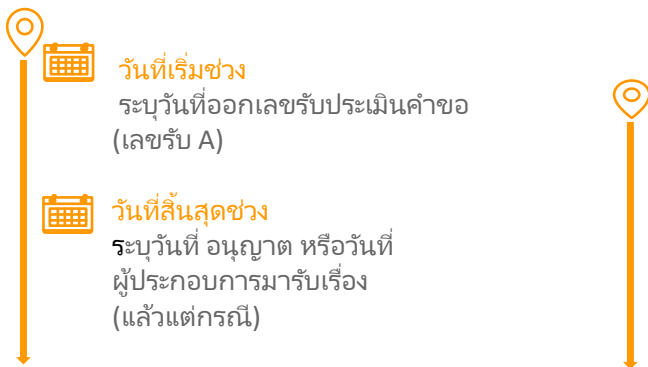 วันที่เริ่มช่วง
ระบุวันที่ออกเลขรับประเมินคำขอ
(เลขรับ A)
วันที่สิ้นสุดช่วง
ระบุวันที่ อนุญาต หรือวันที่
ผู้ประกอบการมารับเรื่อง
(แล้วแต่กรณี)